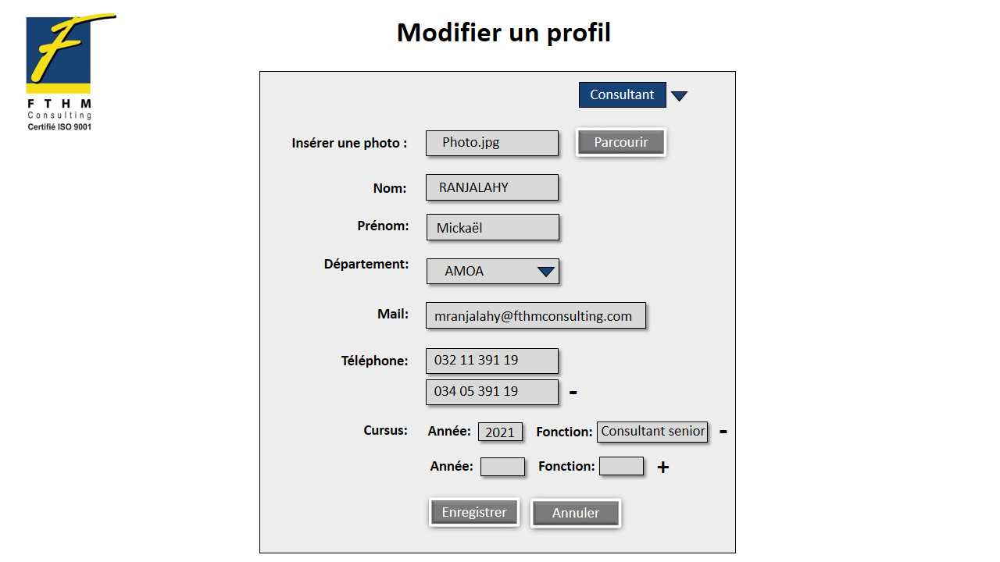 Modifier un profil
F T H M
Consulting
Certifié ISO 9001
Consultant
Insérer une photo : Photo.jpg Parcourir
Nom: RANJALAHY
Prénom: Mickaël
Département: AMOA
Mail: mranjalahy@fthmconsulting.com
Téléphone: 032 11 391 19
034 05 391 19 -
Cursus: Année: 2021 Fonction: Consultant senior -
Année: Fonction: +
Enregistrer Annuler